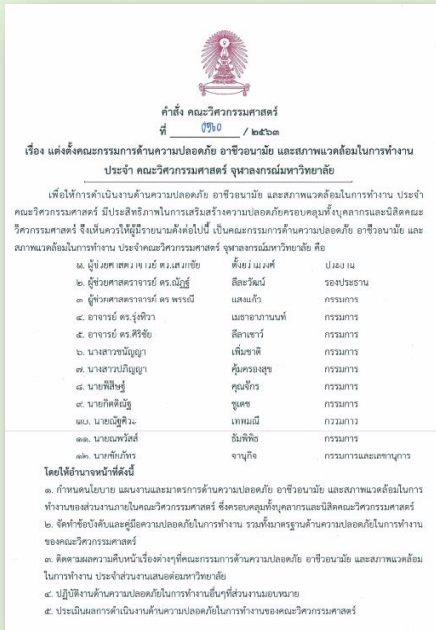 คำสั่ง คณะวิศวกรรมศาสตร์
ที่ / ๒๕๖๓
เรื่อง แต่งตั้งคณะกรรมการด้านความปลอดภัย อาชีวอนามัย และสภาพแวดล้อมในการทำงาน
ประจำ คณะวิศวกรรมศาสตร์ จุฬาลงกรณ์มหาวิทยาลัย
เพื่อให้การดำเนินงานด้านความปลอดภัย อาชีวอนามัย และสภาพแวดล้อมในการทำงาน ประจำ
คณะวิศวกรรมศาสตร์ มีประสิทธิภาพในการเสริมสร้างความปลอดภัยครอบคลุมทั้งบุคลากรและนิสิตคณะ
วิศวกรรมศาสตร์ จึงเห็นควรให้ผู้มีรายนามดังต่อไปนี้ เป็นคณะกรรมการด้านความปลอดภัย อาชีวอนามัย และ
สภาพแวดล้อมในการทำงาน ประจำคณะวิศวกรรมศาสตร์ จุฬาลงกรณ์มหาวิทยาลัย คือ
๑. ผู้ช่วยศาสตราจารย์ ประธาน
๒. ผู้ช่วยศาสตราจารย์ ดร.ณัฏฐ์ ลีละวัฒน์ รองประธาน
๓. ผู้ช่วยศาสตราจารย์ ดร พรรณี แสงแก้ว กรรมการ
๔. อาจารย์ ดร.รุ่งทิวา เมธาอาภานนท์ กรรมการ
๕. อาจารย์ ดร.ศิริชัย ลีลาเชาว์ กรรมการ
๖. นางสาวชนัญญา เพิ่มชาติ กรรมการ
๗. นางสาวปภิญญา คุ้มครองสุข กรรมการ
๘. นายพิสิษฐ์ คุณจักร กรรมการ
๙. นายกิตติณัฐ ชูเดช กรรมการ
๑๐. นายณัฐศิวะ เทพมณี กรรมการ
๑๑. นายณพวัสส์ ธัมพิพิธ กรรมการ
๑๒. นายชัยภัทร จานุกิจ กรรมการและเลขานุการ
โดยให้อำนาจหน้าที่ดังนี้
๑. กำหนดนโยบาย แผนงานและมาตรการด้านความปลอดภัย อาชีวอนามัย และสภาพแวดล้อมในการ
ทำงานของส่วนงานภายในคณะวิศวกรรมศาสตร์ ซึ่งครอบคลุมทั้งบุคลากรและนิสิตคณะวิศวกรรมศาสตร์
๒. จัดทำข้อบังคับและคู่มือความปลอดภัยในการทำงาน รวมทั้งมาตรฐานด้านความปลอดภัยในการทำงาน
ของคณะวิศวกรรมศาสตร์
๓. ติดตามผลความคืบหน้าเรื่องต่างๆที่คณะกรรมการด้านความปลอดภัย อาชีวอนามัย และสภาพแวดล้อม
ในการทำงาน ประจำส่วนงานเสนอต่อมหาวิทยาลัย
๔. ปฏิบัติงานด้านความปลอดภัยในการทำงานอื่นๆที่ส่วนงานมอบหมาย
๕. ประเมินผลการดำเนินงานด้านความปลอดภัยในการทำงานของคณะวิศวกรรมศาสตร์